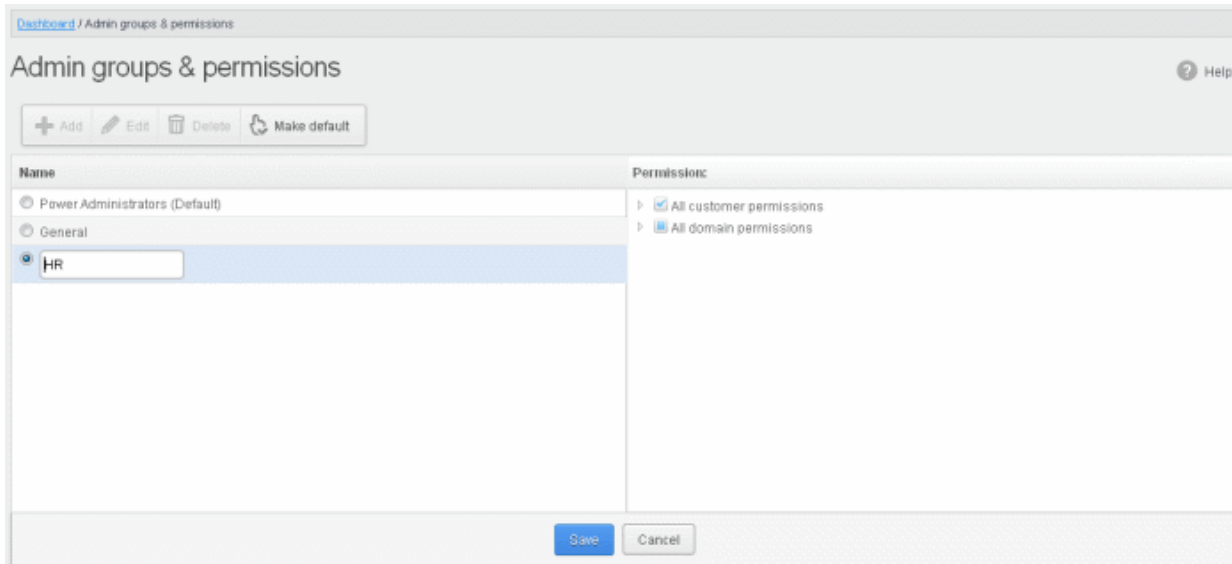 Dashboard / Admin groups & permissions
Admin groups & permissions
Help
Add Edit Delete Make default
Name
Permission:
Power Administrators (Default)
All customer permissions
General
All domain permissions
HR
Save Cancel